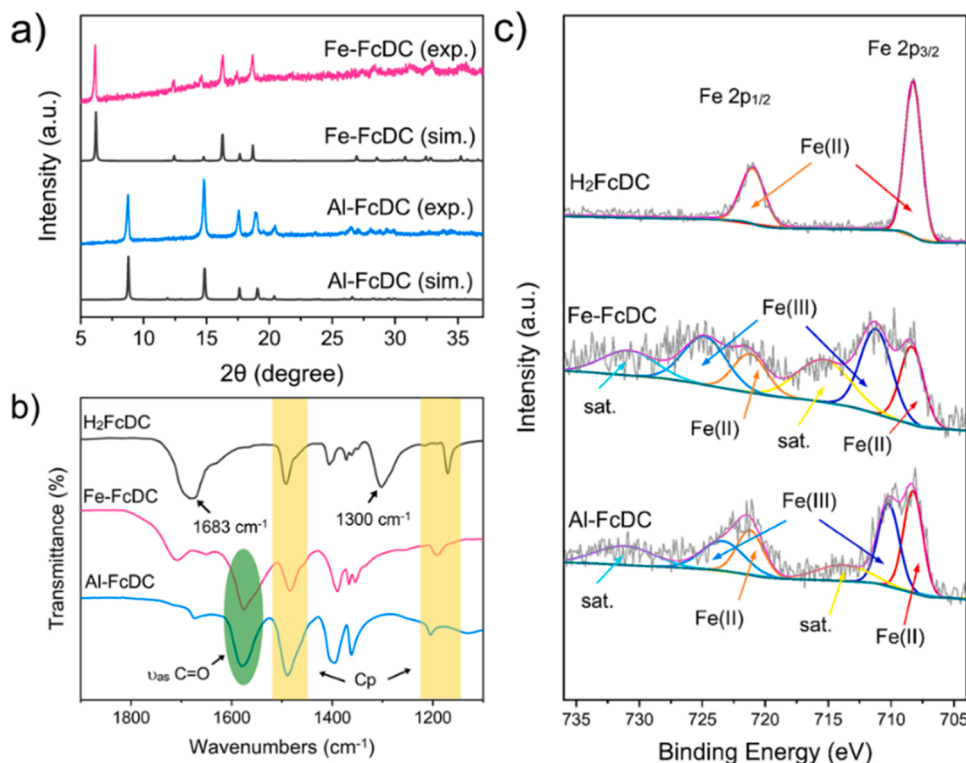 a)
Fe-FcDC (exp.)
Fe-FcDC (sim.)
Al-FcDC (exp.)
Al-FcDC (sim.)
Intensity (a.u.)
5 10 15 20 25 30 35
2θ (degree)
b)
H₂FcDC
1683 cm⁻¹
1300 cm⁻¹
Fe-FcDC
Al-FcDC
υas C=O
Cp
Transmittance (%)
1800 1600 1400 1200
Wavenumbers (cm⁻¹)
c)
Fe 2p3/2
Fe 2p1/2
Fe(II)
H₂FcDC
Fe-FcDC
Fe(III)
sat.
Fe(II)
sat.
Fe(II)
Al-FcDC
Fe(III)
sat.
Fe(II)
sat.
Fe(II)
Intensity (a.u.)
735 730 725 720 715 710 705
Binding Energy (eV)